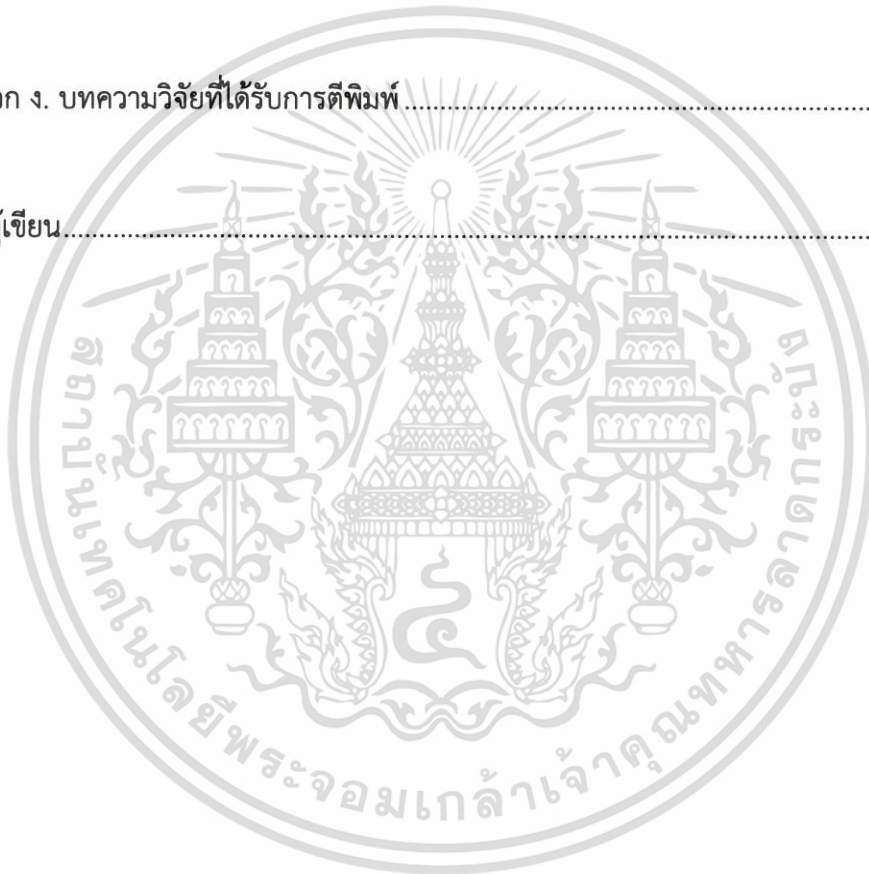 ก ง. บทความวิจัยที่ได้รับการตีพิมพ์
เขียน
สถาบันเทคโนโลยีพระจอมเกล้าเจ้าคุณทหารลาดกระบัง
๔